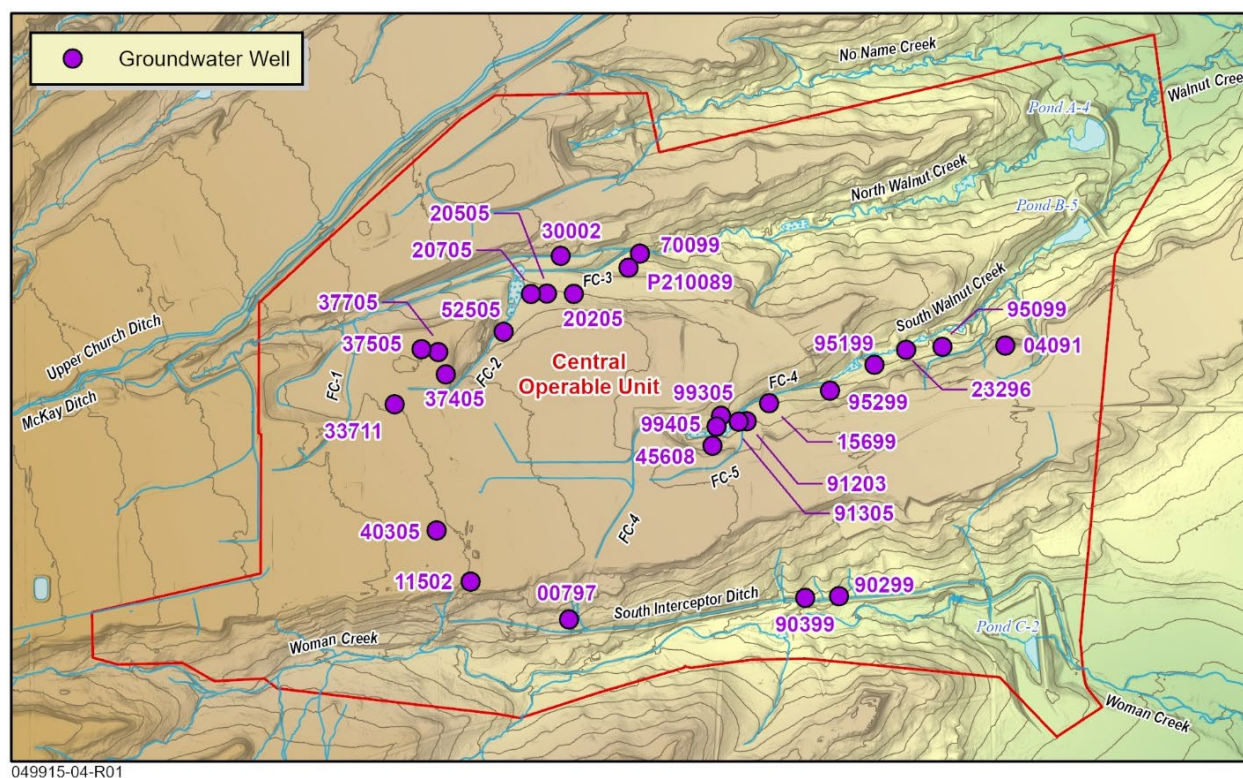 Groundwater Well
No Name Creek
Walnut Creek
Pond A-4
North Walnut Creek
Pond B-5
20505
30002
70099
20705
P210089
FC-3
37705
52505
20205
South Walnut Creek
95099
Upper Church Ditch
37505
Central
Operable Unit
95199
04091
FC-1
FC-2
FC-4
McKay Ditch
37405
99305
95299
23296
33711
99405
15699
45608
FC-5
91203
91305
40305
FC-4
11502
00797
90299
South Interceptor Ditch
90399
Woman Creek
Pond C-2
Woman Creek
049915-04-R01